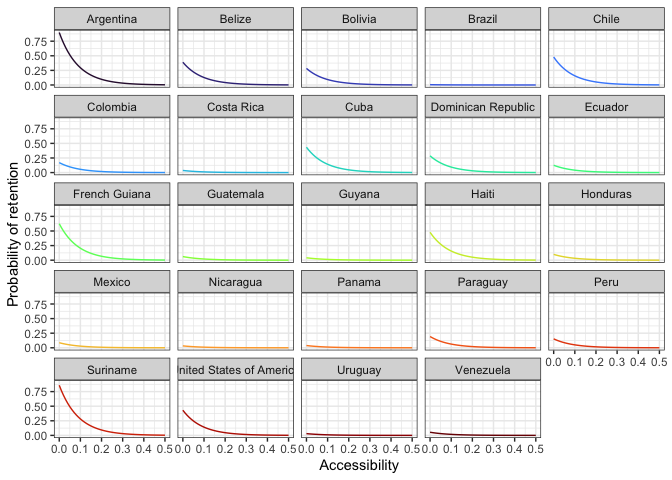 Argentina Belize Bolivia Brazil Chile
0.75
0.50
0.25
0.00
Colombia Costa Rica Cuba Dominican Republic Ecuador
0.75
0.50
0.25
0.00
French Guiana Guatemala Guyana Haiti Honduras
0.75
0.50
0.25
0.00
Mexico Nicaragua Panama Paraguay Peru
0.75
0.50
0.25
0.00
0.0 0.1 0.2 0.3 0.4 0.5
Suriname United States of Americ Uruguay Venezuela
0.75
0.50
0.25
0.00
0.0 0.1 0.2 0.3 0.4 0.5 0.0 0.1 0.2 0.3 0.4 0.5 0.0 0.1 0.2 0.3 0.4 0.5 0.0 0.1 0.2 0.3 0.4 0.5
Accessibility
Probability of retention